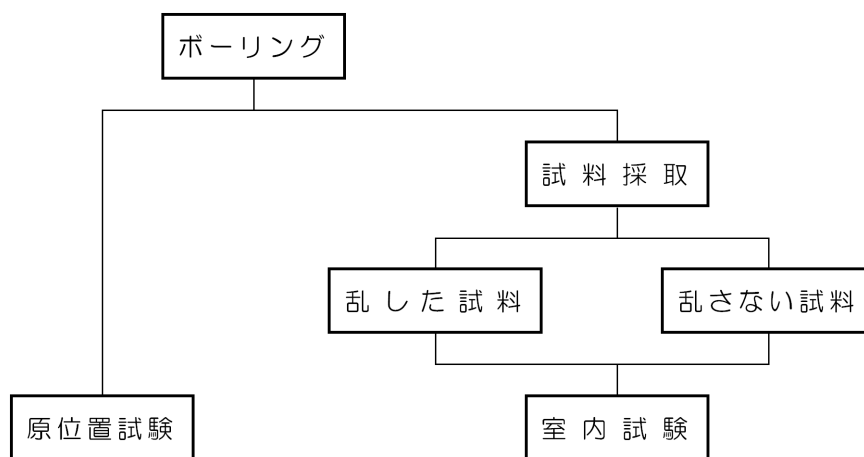 ボーリング
試料採取
乱した試料
乱さない試料
原位置試験
室内試験